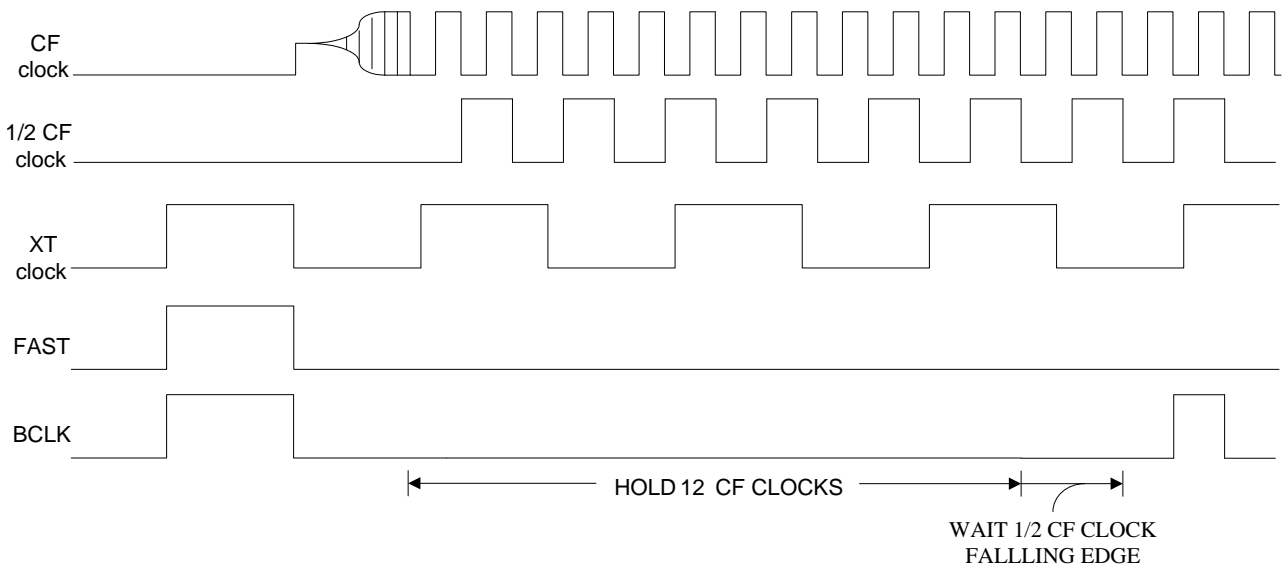 CF
clock
1/2 CF
clock
XT
clock
FAST
BCLK
HOLD 12 CF CLOCKS
WAIT 1/2 CF CLOCK
FALLLING EDGE